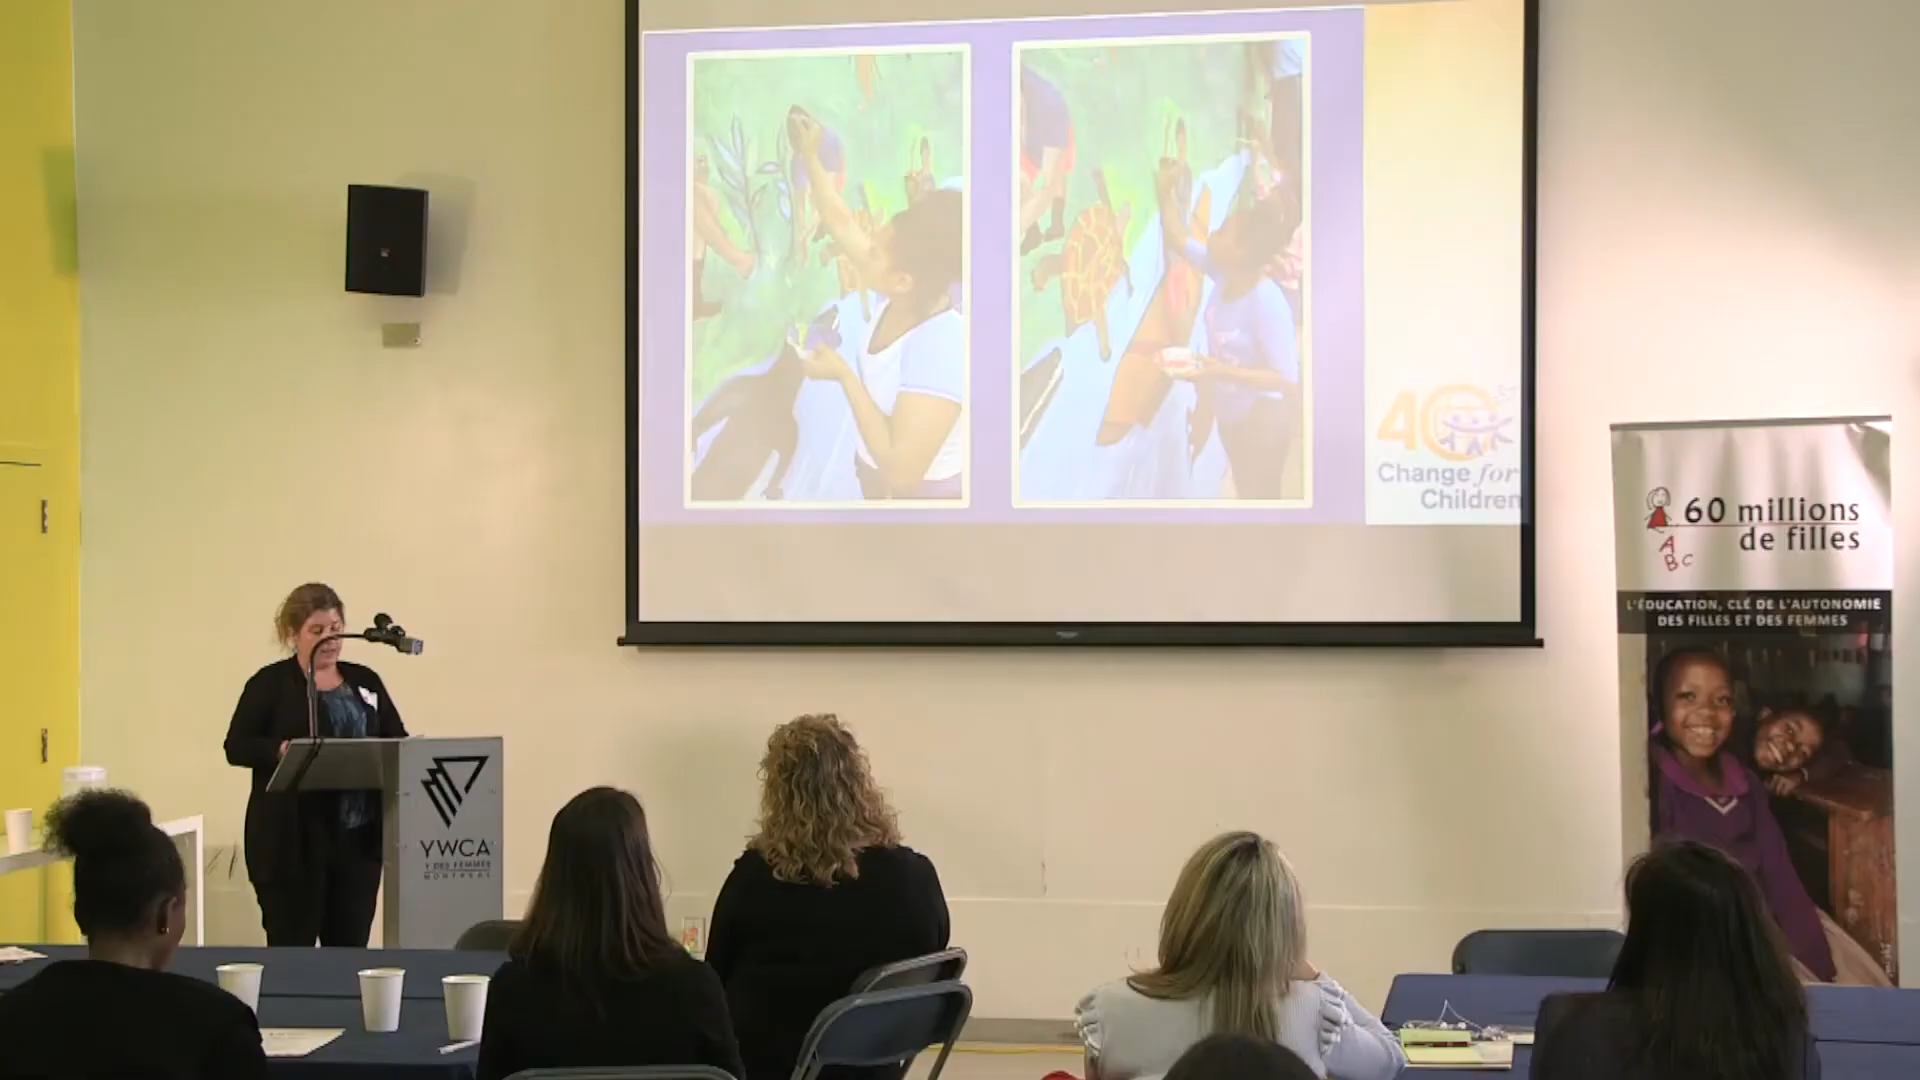 40
Change for
Children
60 millions
de filles
A
B C
L'ÉDUCATION, CLÉ DE L'AUTONOMIE
DES FILLES ET DES FEMMES
YWCA
Y DES FEMMES
MONTRÉAL